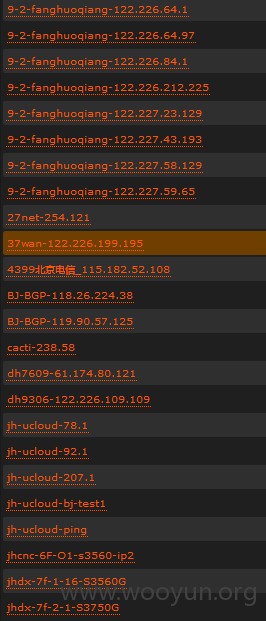 9-2-fanghuoqiang-122.226.64.1
9-2-fanghuoqiang-122.226.64.97
9-2-fanghuoqiang-122.226.84.1
9-2-fanghuoqiang-122.226.212.225
9-2-fanghuoqiang-122.227.23.129
9-2-fanghuoqiang-122.227.43.193
9-2-fanghuoqiang-122.227.58.129
9-2-fanghuoqiang-122.227.59.65
27net-254.121
37wan-122.226.199.195
4399北京电信_115.182.52.108
BJ-BGP-118.26.224.38
BJ-BGP-119.90.57.125
cacti-238.58
dh7609-61.174.80.121
dh9306-122.226.109.109
jh-ucloud-78.1
jh-ucloud-92.1
jh-ucloud-207.1
jh-ucloud-bj-test1
jh-ucloud-ping
jhcnc-6F-O1-s3560-ip2
jhdx-7f-1-16-S3560G
jhdx-7f-2-1-S3750G
www.wooyun.org